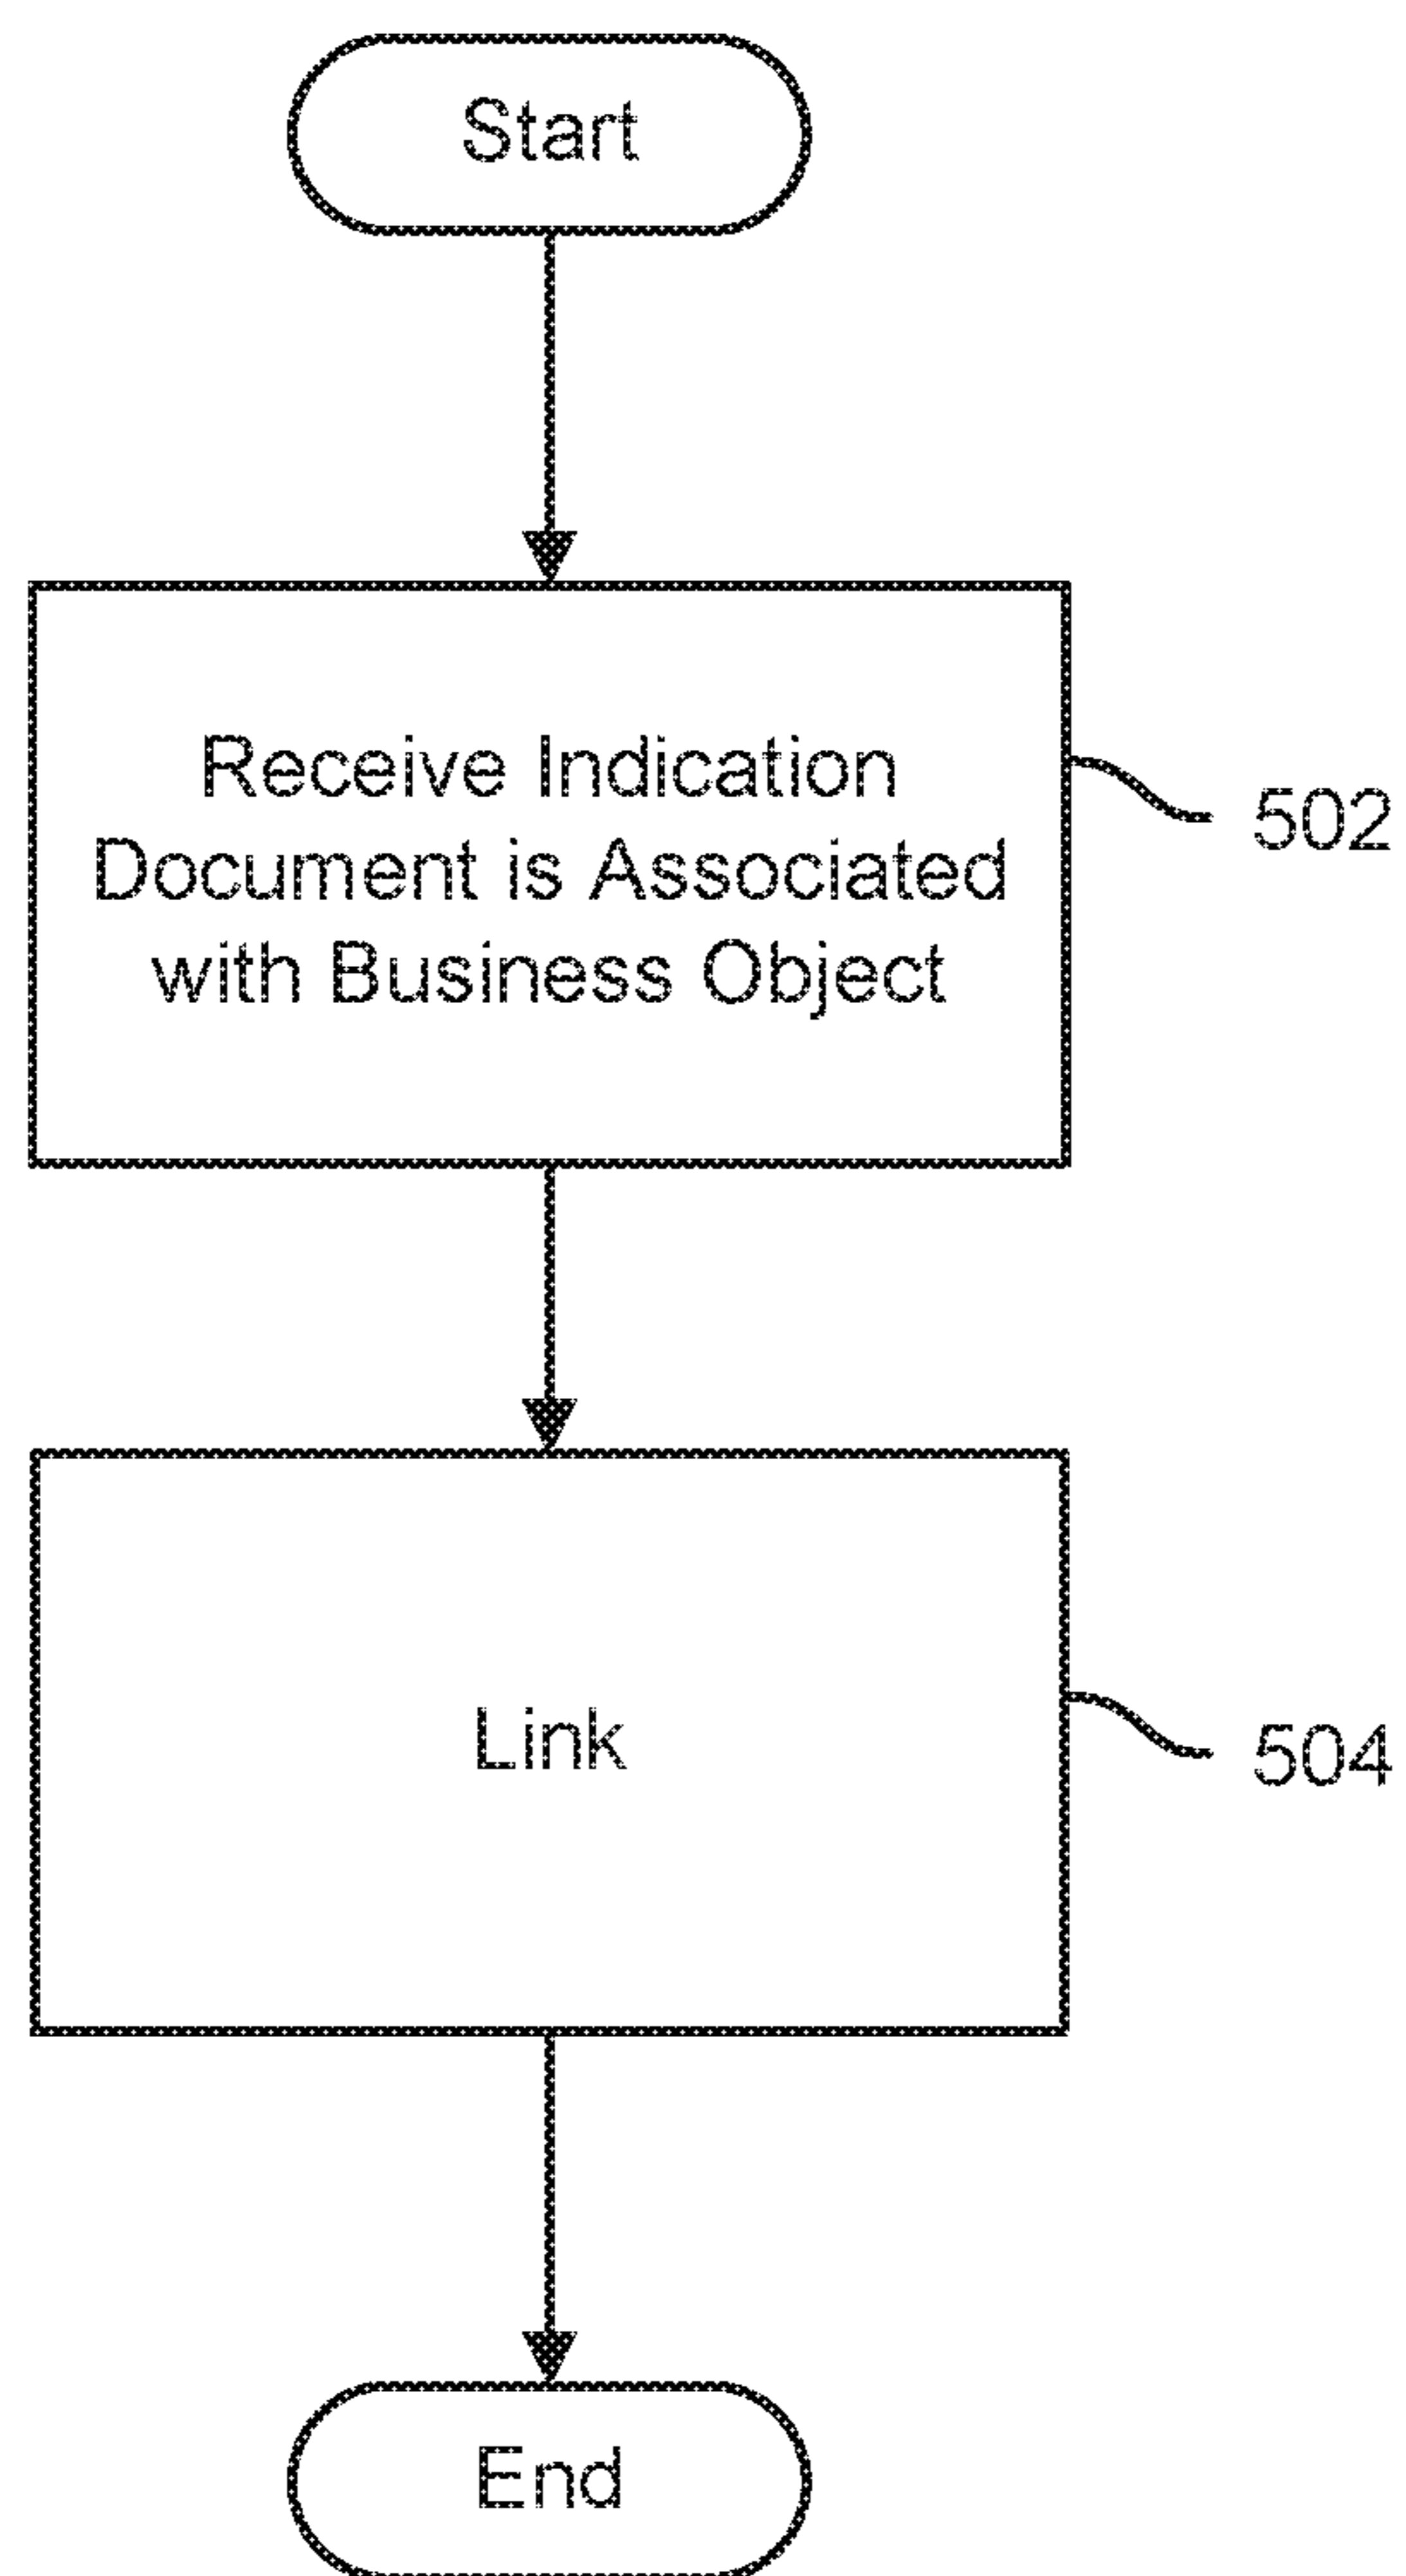 Start
Receive Indication
Document is Associated
with Business Object
502
Link
504
End